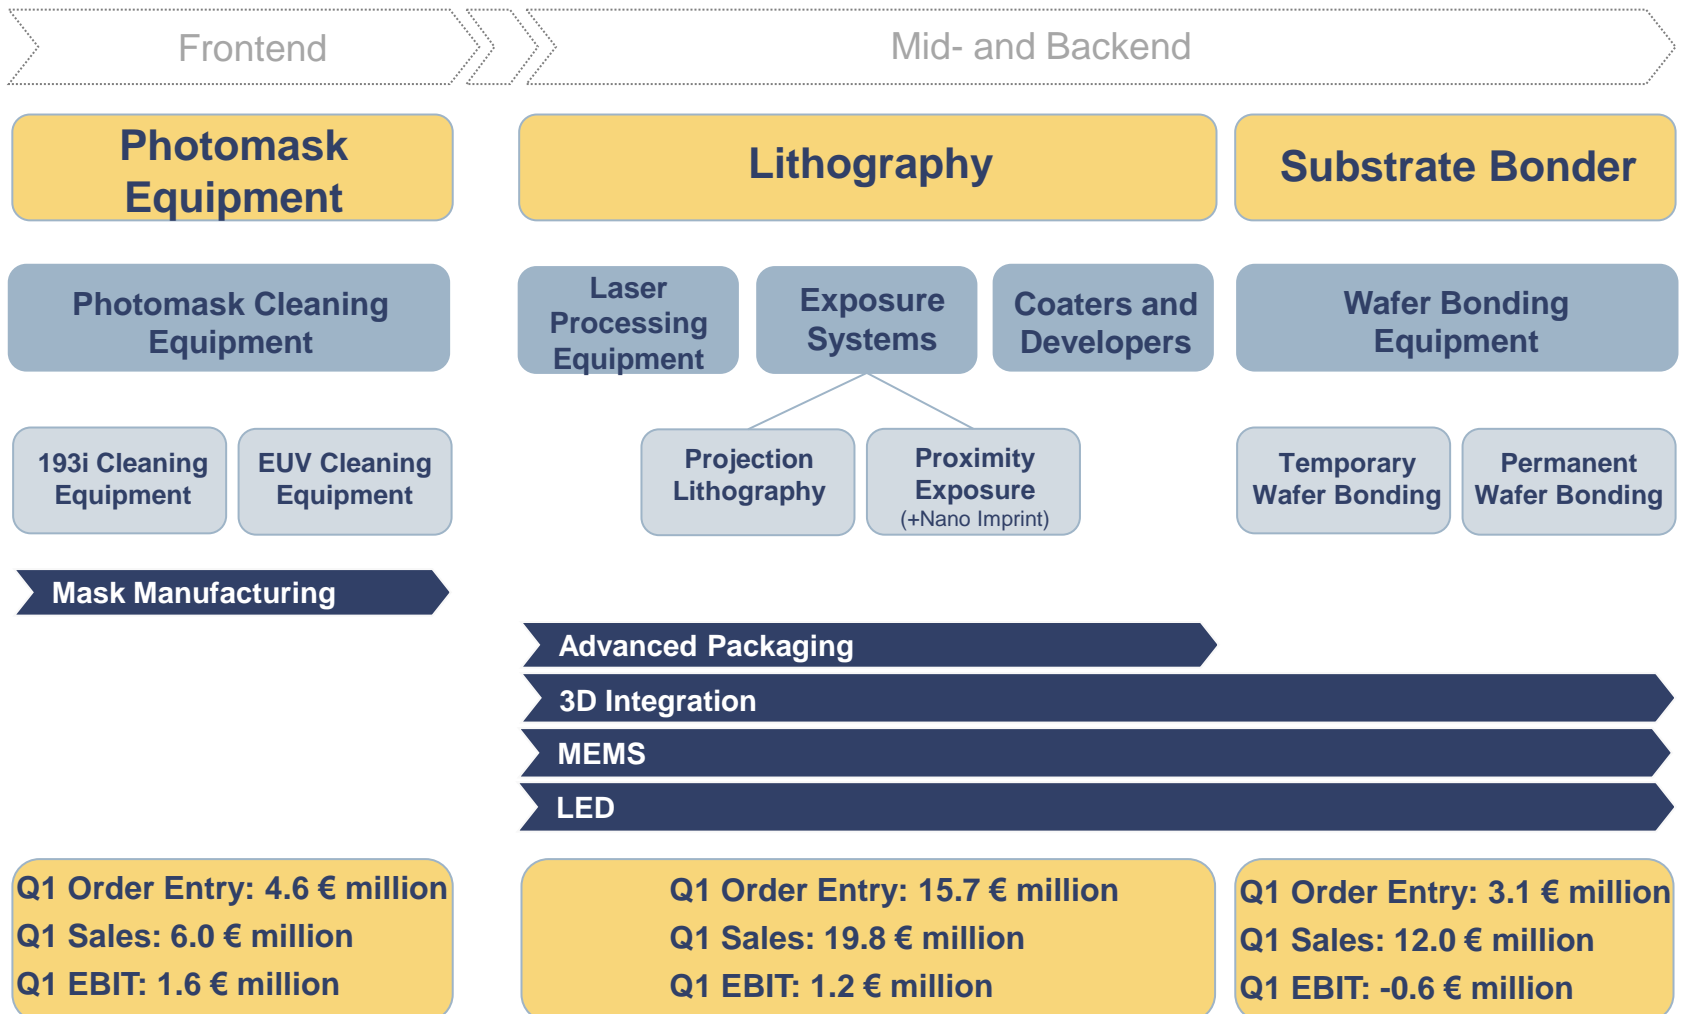 Frontend
Mid- and Backend
Photomask
Equipment
Lithography
Substrate Bonder
Photomask Cleaning
Equipment
Laser
Processing
Equipment
Exposure
Systems
Coaters and
Developers
Wafer Bonding
Equipment
193i Cleaning
Equipment
EUV Cleaning
Equipment
Projection
Lithography
Proximity
Exposure
(+Nano Imprint)
Temporary
Wafer Bonding
Permanent
Wafer Bonding
Mask Manufacturing
Advanced Packaging
3D Integration
MEMS
LED
Q1 Order Entry: 4.6 € million
Q1 Sales: 6.0 € million
Q1 EBIT: 1.6 € million
Q1 Order Entry: 15.7 € million
Q1 Sales: 19.8 € million
Q1 EBIT: 1.2 € million
Q1 Order Entry: 3.1 € million
Q1 Sales: 12.0 € million
Q1 EBIT: -0.6 € million